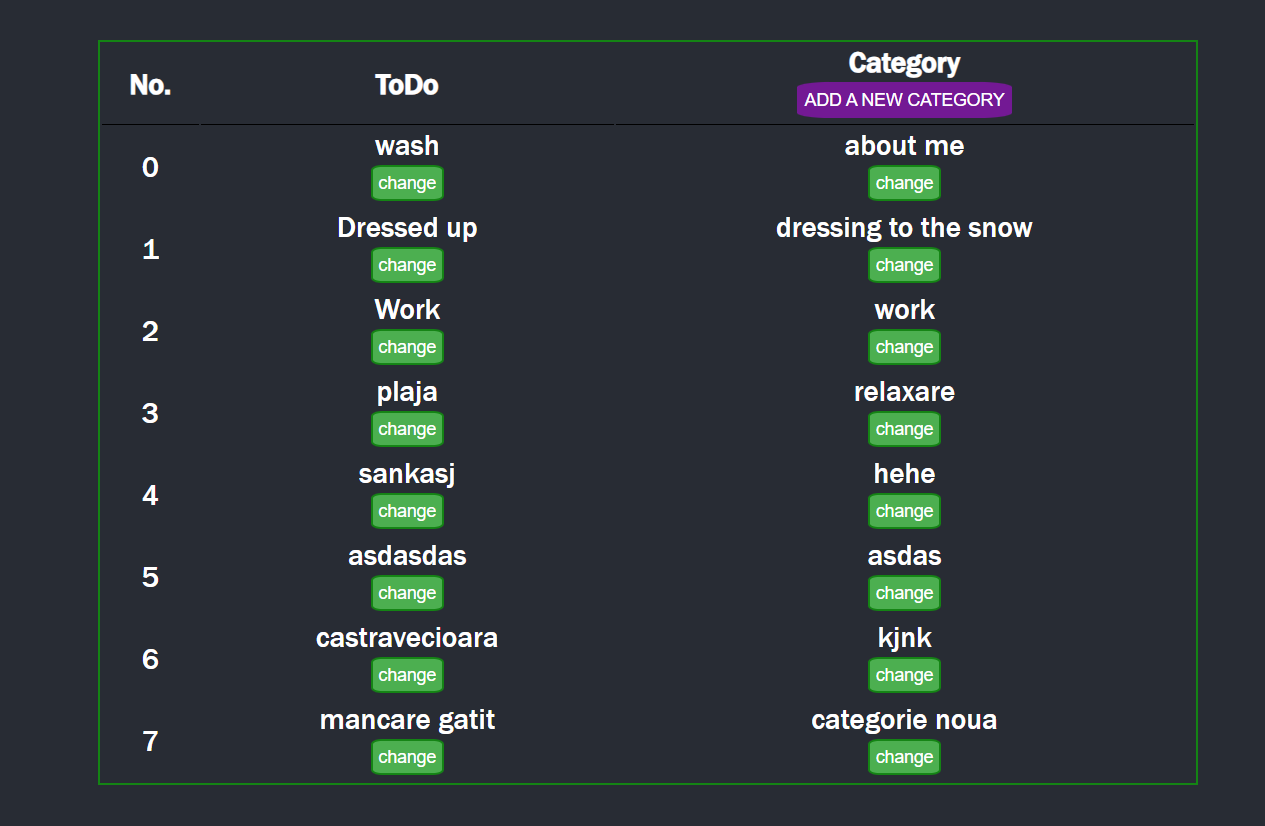 No. ToDo Category
ADD A NEW CATEGORY
0 wash about me
change change
1 Dressed up dressing to the snow
change change
2 Work work
change change
3 plaja relaxare
change change
4 sankasj hehe
change change
5 asdasdas asdas
change change
6 castravecioara kjnk
change change
7 mancare gatit categorie noua
change change